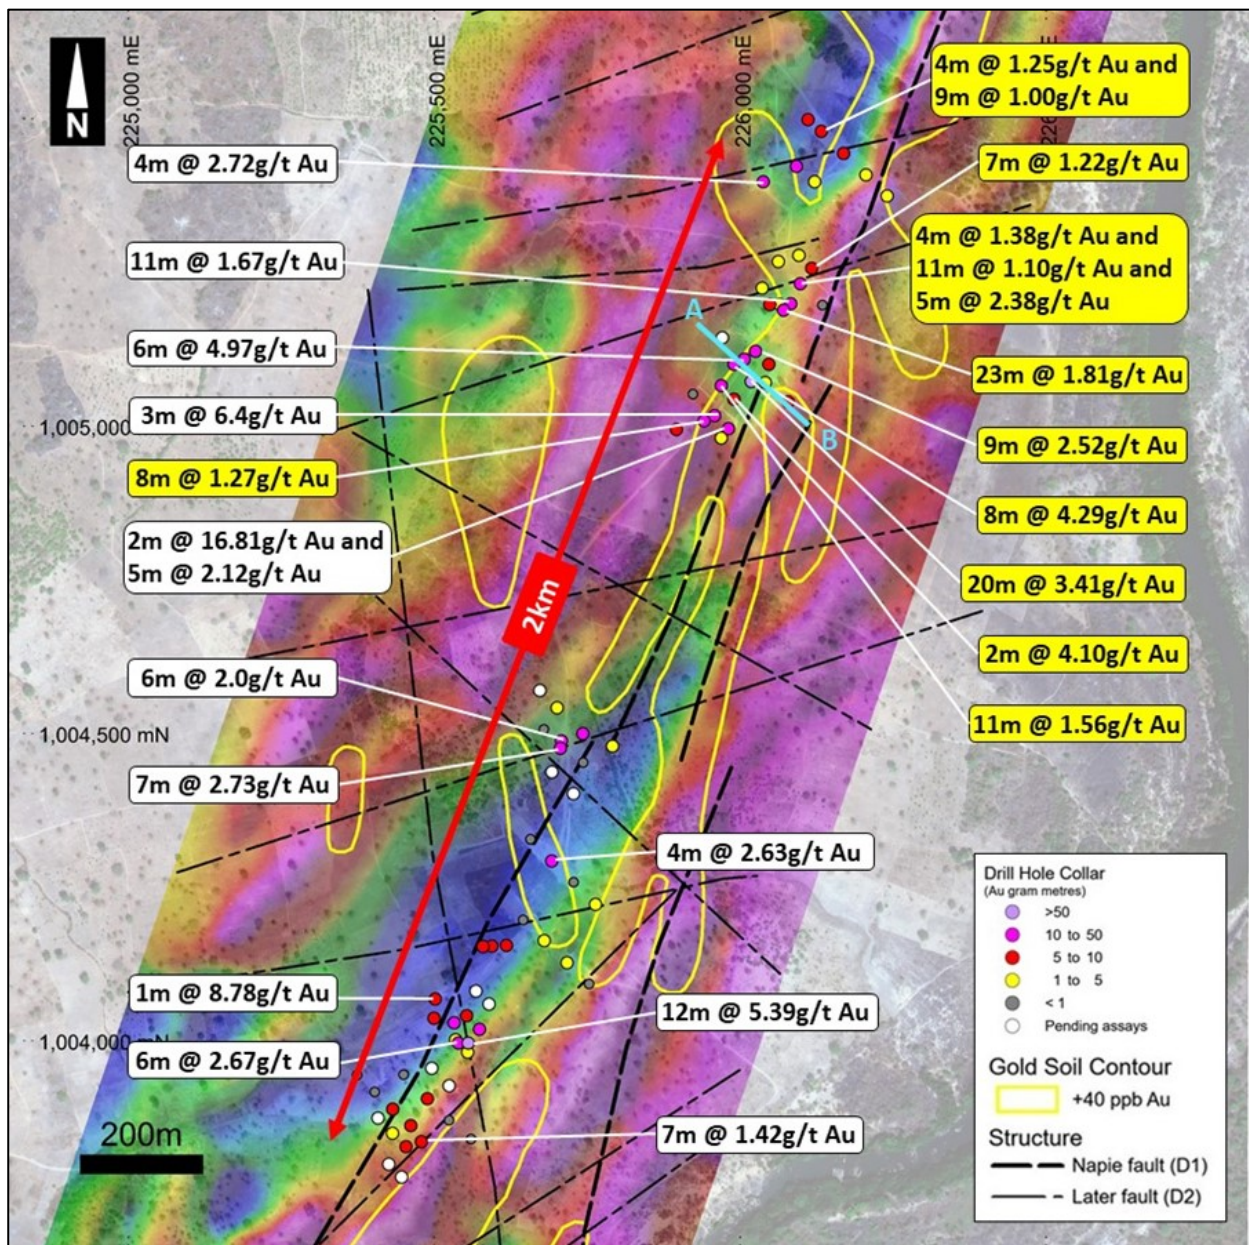 225,000 mE
225,500 mE
226,000 mE
N
4m @ 1.25g/t Au and
9m @ 1.00g/t Au
4m @ 2.72g/t Au
7m @ 1.22g/t Au
11m @ 1.67g/t Au
4m @ 1.38g/t Au and
11m @ 1.10g/t Au and
5m @ 2.38g/t Au
A
6m @ 4.97g/t Au
23m @ 1.81g/t Au
3m @ 6.4g/t Au
1,005,000
B
9m @ 2.52g/t Au
8m @ 1.27g/t Au
8m @ 4.29g/t Au
2m @ 16.81g/t Au and
5m @ 2.12g/t Au
20m @ 3.41g/t Au
2km
2m @ 4.10g/t Au
6m @ 2.0g/t Au
11m @ 1.56g/t Au
1,004,500 mN
7m @ 2.73g/t Au
4m @ 2.63g/t Au
1m @ 8.78g/t Au
12m @ 5.39g/t Au
1,004,000 mN
6m @ 2.67g/t Au
7m @ 1.42g/t Au
200m
Drill Hole Collar
(Au gram metres)
>50
10 to 50
5 to 10
1 to 5
< 1
Pending assays
Gold Soil Contour
+40 ppb Au
Structure
Napie fault (D1)
Later fault (D2)